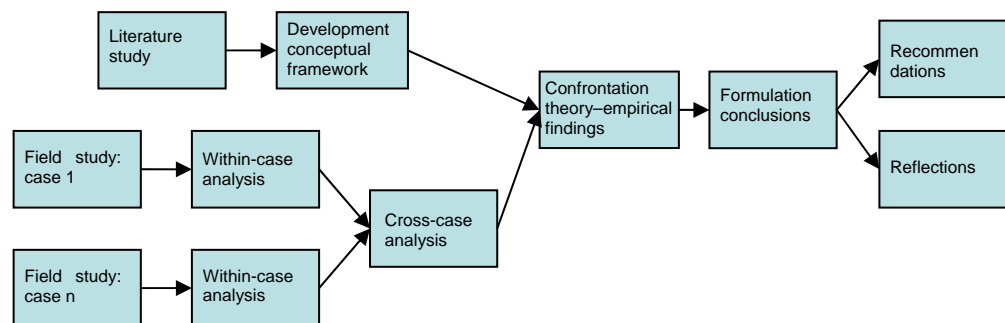 Literature
study
Development
conceptual
framework
Confrontation
theory–empirical
findings
Formulation
conclusions
Recommen
dations
Reflections
Field study:
case 1
Within-case
analysis
Cross-case
analysis
Field study:
case n
Within-case
analysis